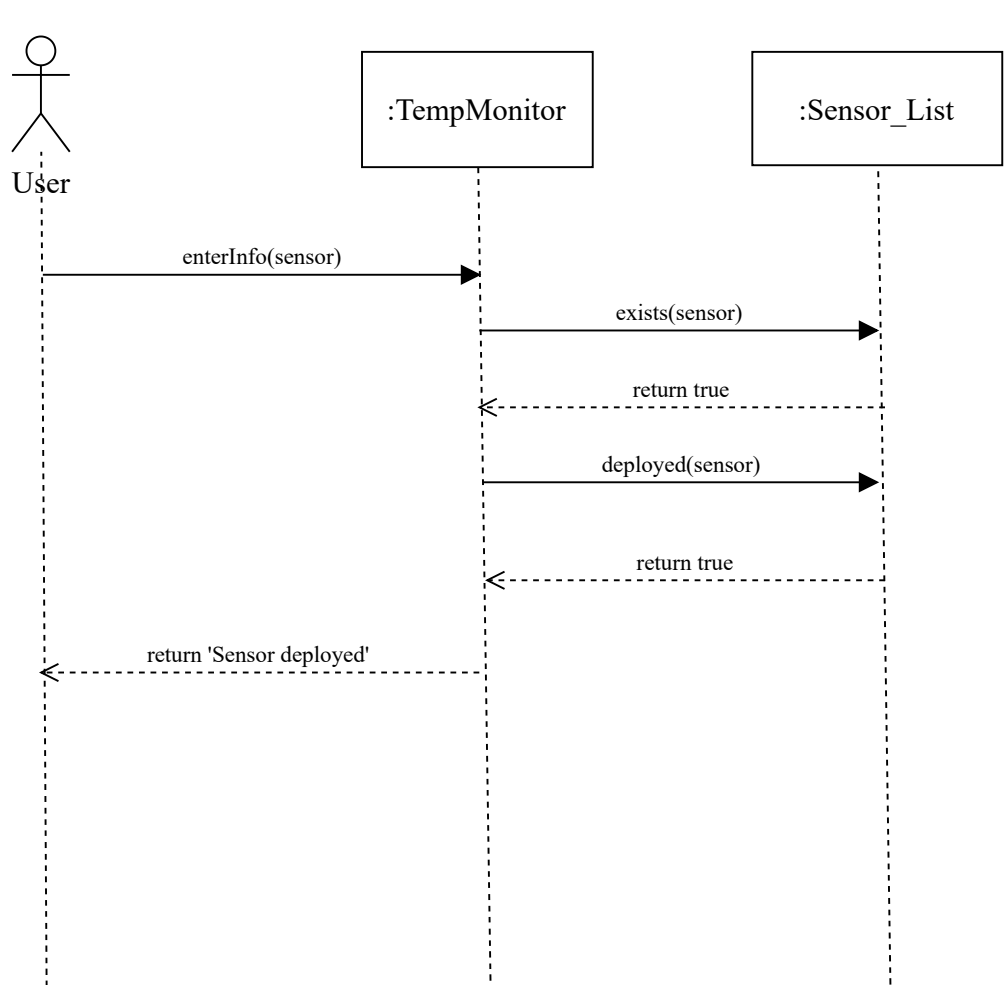 :TempMonitor
:Sensor_List
User
enterInfo(sensor)
exists(sensor)
return true
deployed(sensor)
return true
return 'Sensor deployed'